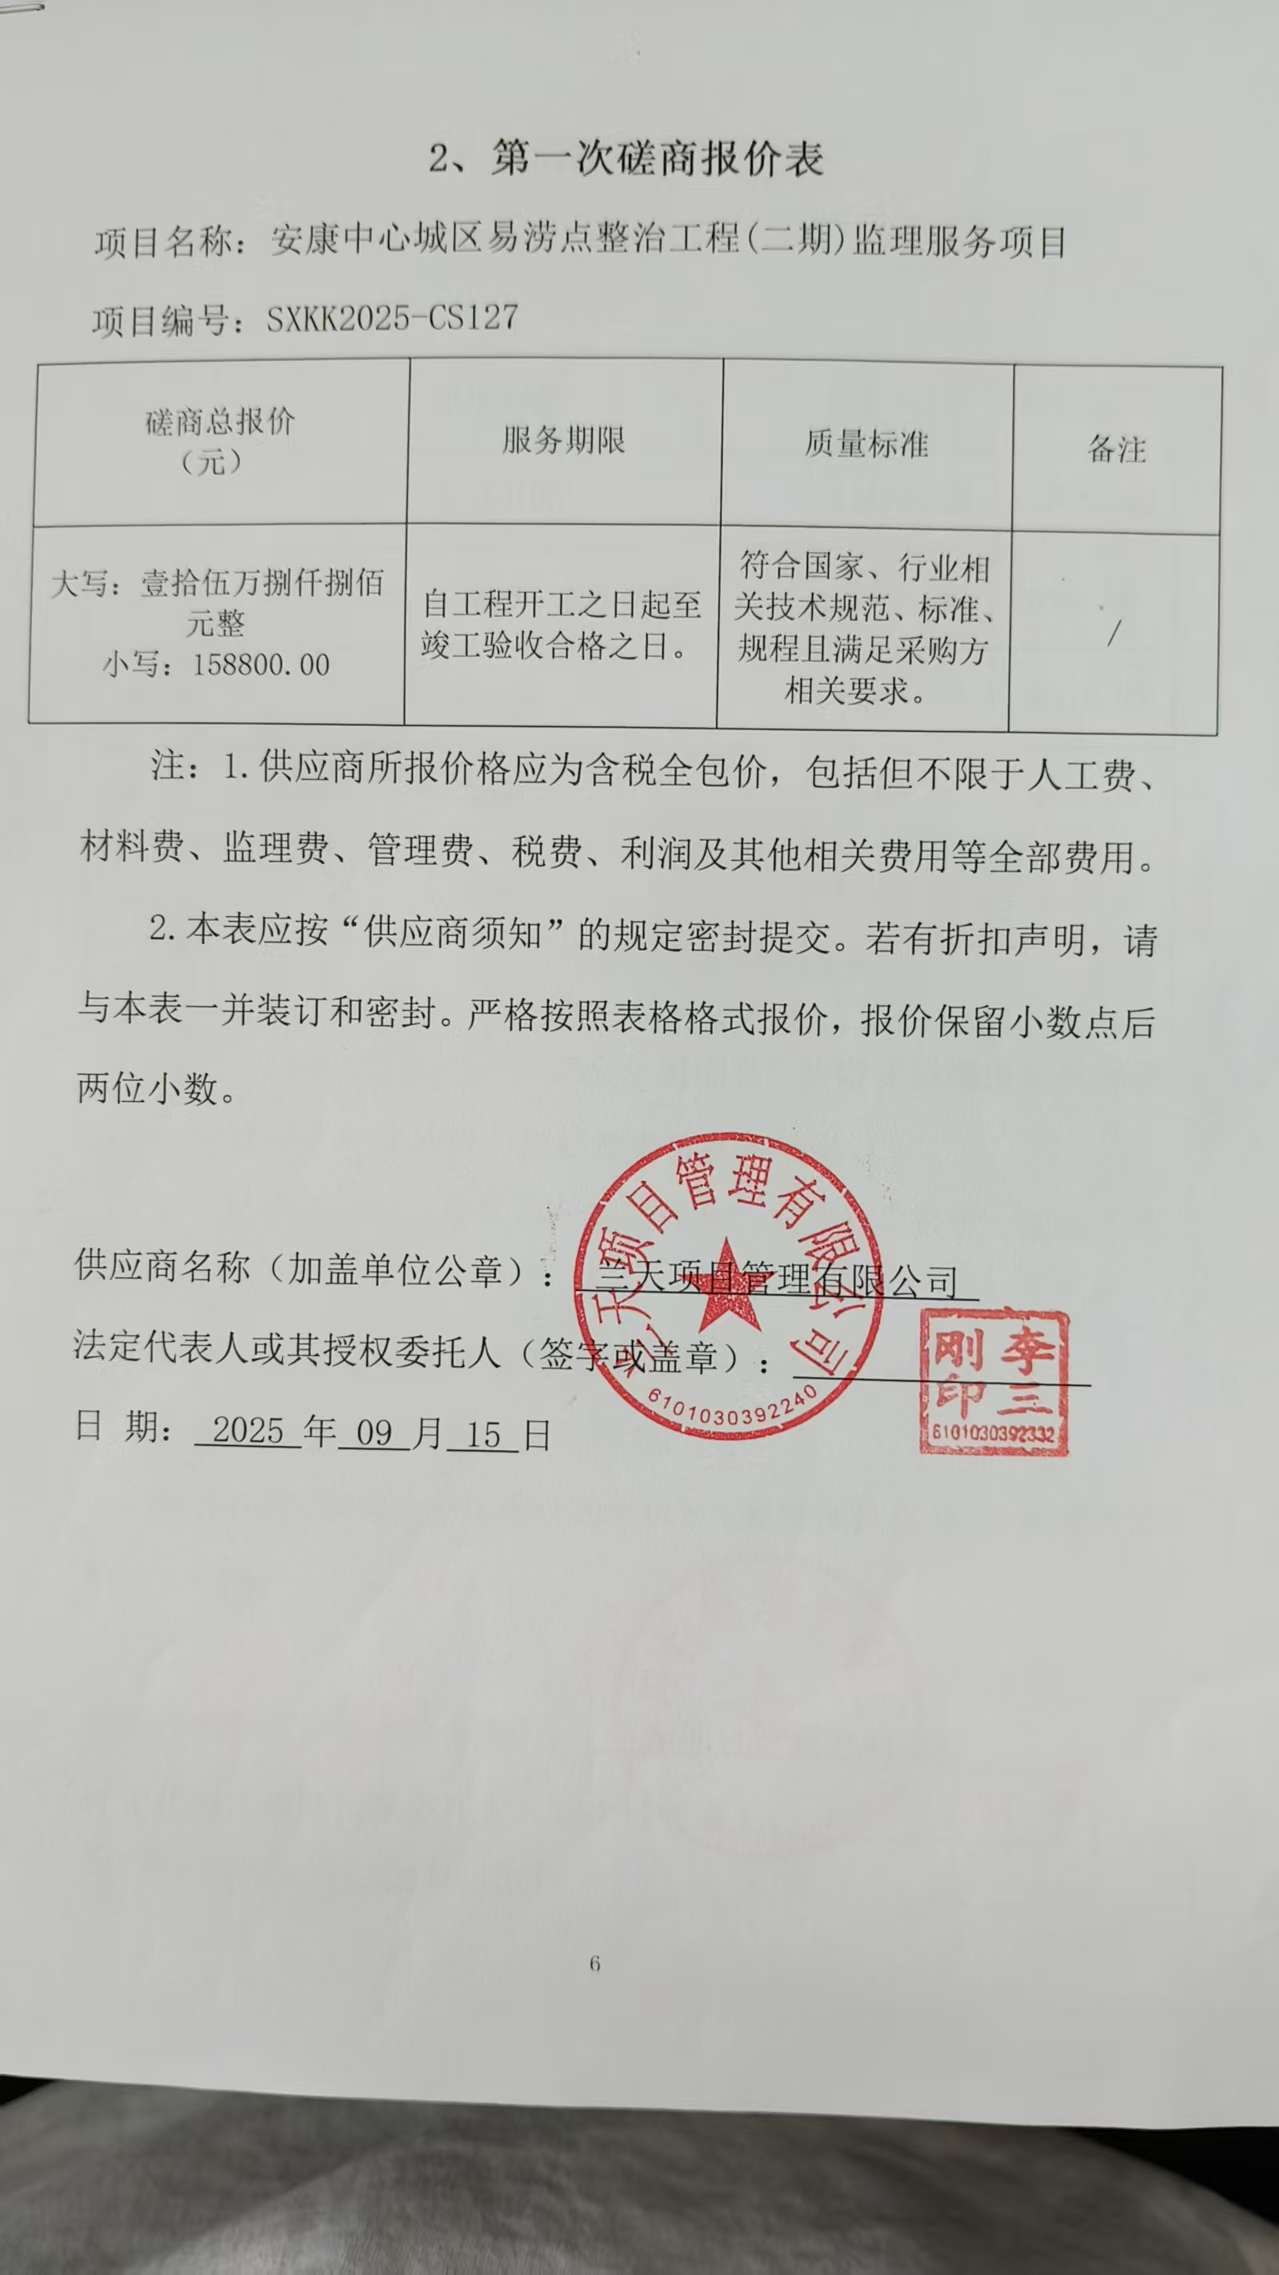 2、第一次磋商报价表
项目名称：安康中心城区易涝点整治工程(二期)监理服务项目
项目编号：SXKK2025-CS127
磋商总报价
（元）
服务期限
质量标准
备注
大写：壹拾伍万捌仟捌佰
元整
小写：158800.00
自工程开工之日起至
竣工验收合格之日。
符合国家、行业相
关技术规范、标准、
规程且满足采购方
相关要求。
/
注：1.供应商所报价格应为含税全包价，包括但不限于人工费、
材料费、监理费、管理费、税费、利润及其他相关费用等全部费用。
2.本表应按“供应商须知”的规定密封提交。若有折扣声明，请
与本表一并装订和密封。严格按照表格格式报价，报价保留小数点后
两位小数。
供应商名称（加盖单位公章）：兰天项目管理有限公司
兰天项目管理有限公司
6101030392240
法定代表人或其授权委托人（签字或盖章）：
李三刚印
6101030392332
日 期：2025年09月15日
6